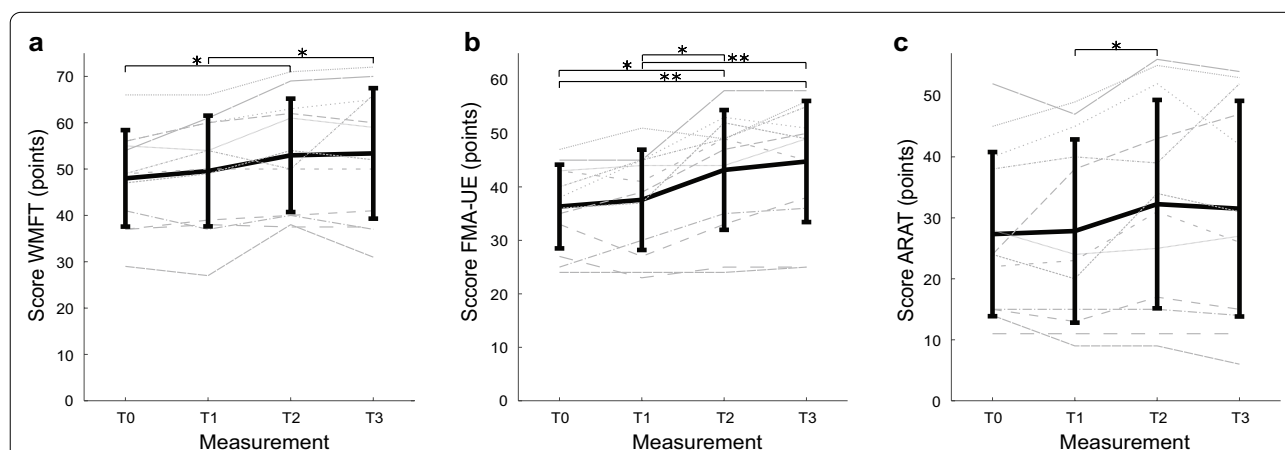 a
*
*
Score WMFT (points)
70
60
50
40
30
20
10
0
T0 T1 T2 T3
Measurement
b
*
**
*
**
Score FMA-UE (points)
60
50
40
30
20
10
0
T0 T1 T2 T3
Measurement
c
*
Score ARAT (points)
50
40
30
20
10
0
T0 T1 T2 T3
Measurement